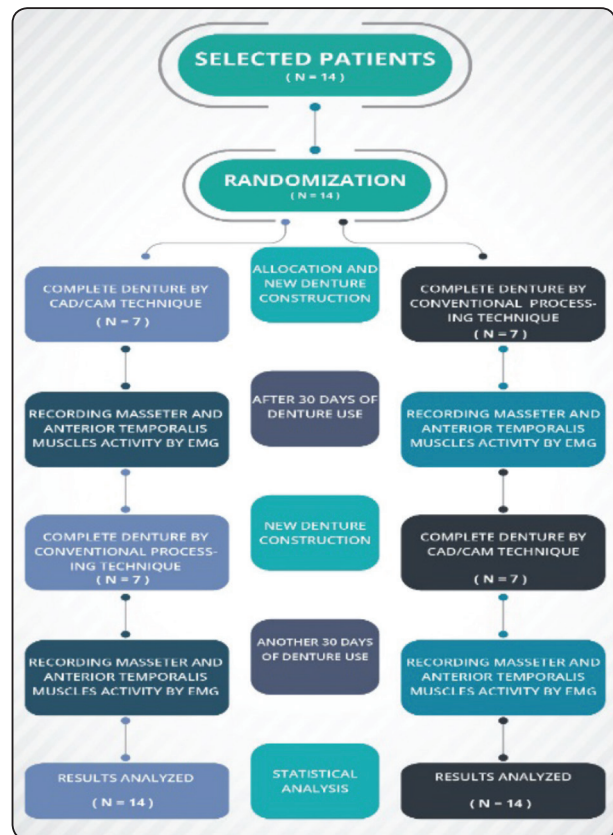 SELECTED PATIENTS
( N = 14 )
RANDOMIZATION
( N = 14 )
ALLOCATION AND
NEW DENTURE
CONSTRUCTION
COMPLETE DENTURE BY
CAD/CAM TECHNIQUE
( N = 7 )
COMPLETE DENTURE BY
CONVENTIONAL PROCESS-
ING TECHNIQUE
( N = 7 )
AFTER 30 DAYS OF
DENTURE USE
RECORDING MASSETER AND
ANTERIOR TEMPORALIS
MUSCLES ACTIVITY BY EMG
RECORDING MASSETER AND
ANTERIOR TEMPORALIS
MUSCLES ACTIVITY BY EMG
COMPLETE DENTURE BY
CONVENTIONAL PROCESS-
ING TECHNIQUE
( N = 7 )
NEW DENTURE
CONSTRUCTION
COMPLETE DENTURE BY
CAD/CAM TECHNIQUE
( N = 7 )
ANOTHER 30 DAYS
OF DENTURE USE
RECORDING MASSETER AND
ANTERIOR TEMPORALIS
MUSCLES ACTIVITY BY EMG
RECORDING MASSETER AND
ANTERIOR TEMPORALIS
MUSCLES ACTIVITY BY EMG
RESULTS ANALYZED
( N = 14 )
STATISTICAL
ANALYSIS
RESULTS ANALYZED
( N = 14 )